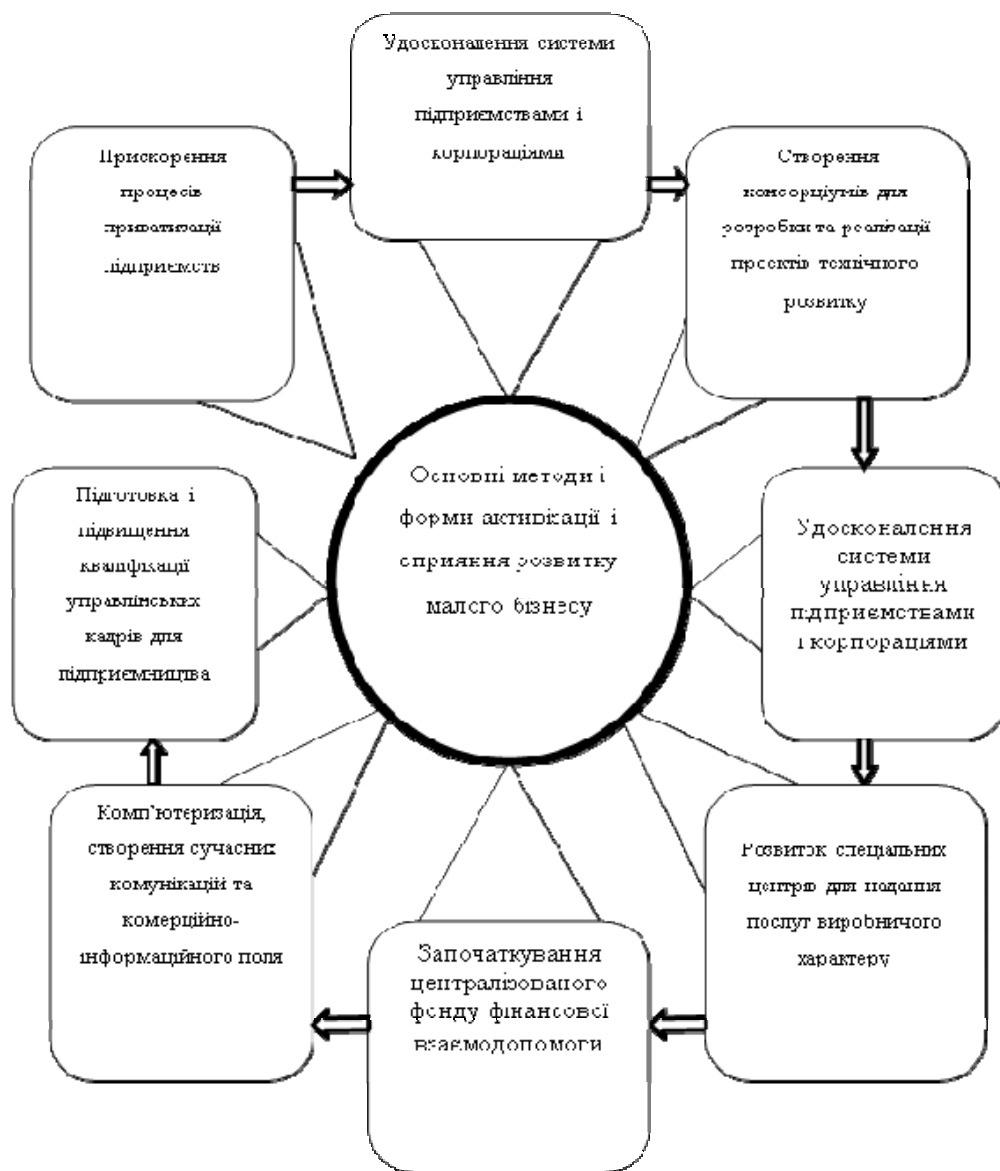 Удосконалення системи
управління
підприємствами і
корпораціями
Прискорення
процесів
приватизації
підприємств
Створення
консорціумів для
розробки та реалізації
проектів технічного
розвитку
Основні методи і
форми активізації і
сприяння розвитку
малого бізнесу
Підготовка і
підвищення
кваліфікації
управлінських
кадрів для
підприємництва
Удосконалення
системи
управління
підприємствами
і корпораціями
Комп'ютеризація,
створення сучасних
комунікацій та
комерційно-
інформаційного поля
Розвиток спеціальних
центрів для надання
послуг виробничого
характеру
Започаткування
централізованого
фонду фінансової
взаємодопомоги